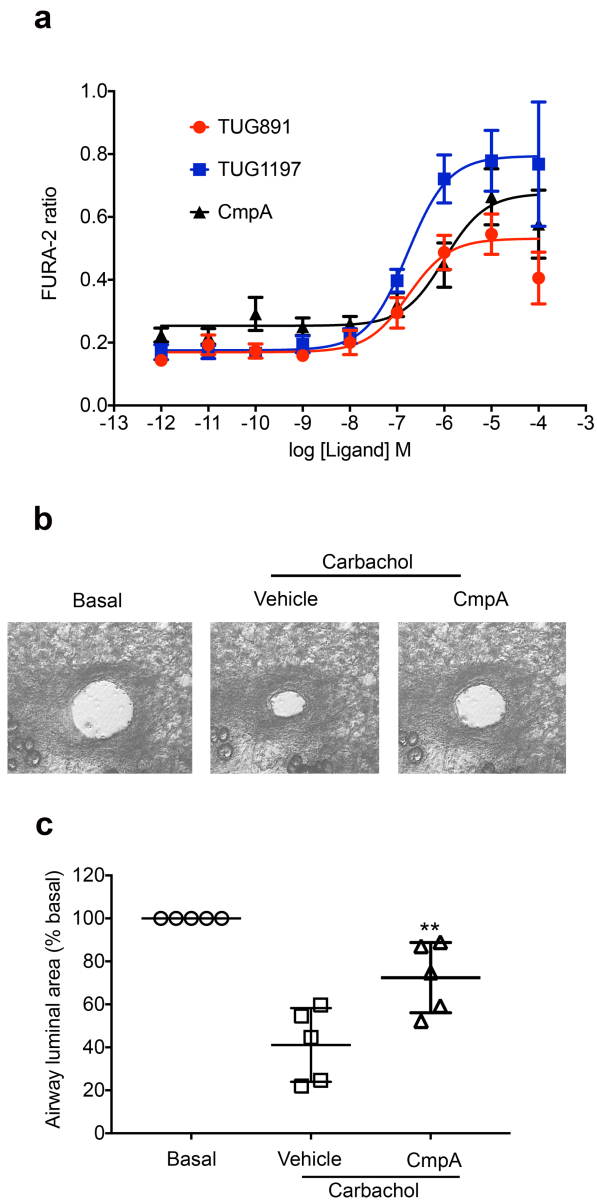 a
1.0
0.8
0.6
0.4
0.2
0.0
FURA-2 ratio
TUG891
TUG1197
CmpA
-13 -12 -11 -10 -9 -8 -7 -6 -5 -4 -3
log [Ligand] M
b
Carbachol
Basal Vehicle CmpA
c
120
100
80
60
40
20
0
Airway luminal area (% basal)
**
Basal Vehicle CmpA
Carbachol